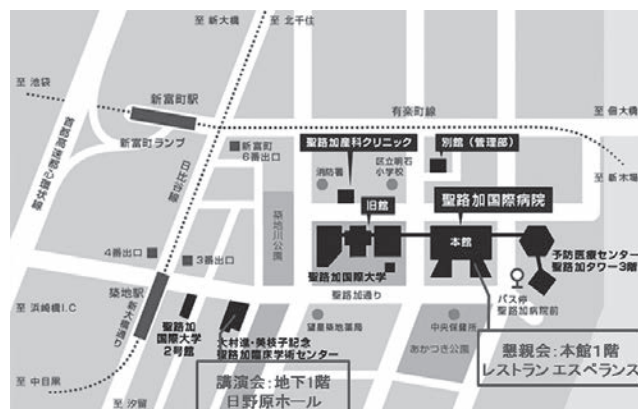 至 新大橋
至 北千住
至 池袋
新富町駅
有楽町線
至 佃大橋
首都高速都心環状線
新富町ランプ
日比谷線
新富町
6番出口
聖路加産科クリニック
別館（管理部）
消防署
区立明石
小学校
至 新木場
旧館
聖路加国際病院
本館
築地川公園
4番出口
3番出口
聖路加国際大学
予防医療センター
聖路加タワー3階
聖路加通り
バス停
聖路加病院前
築地駅
新大橋通り
至 浜崎橋I.C
聖路加
国際大学
2号館
大村進・美枝子記念
聖路加臨床学術センター
望星築地薬局
中央保健所
あかつき公園
懇親会:本館1階
レストラン エスペランス
講演会:地下1階
日野原ホール
至 中目黒
至 汐留